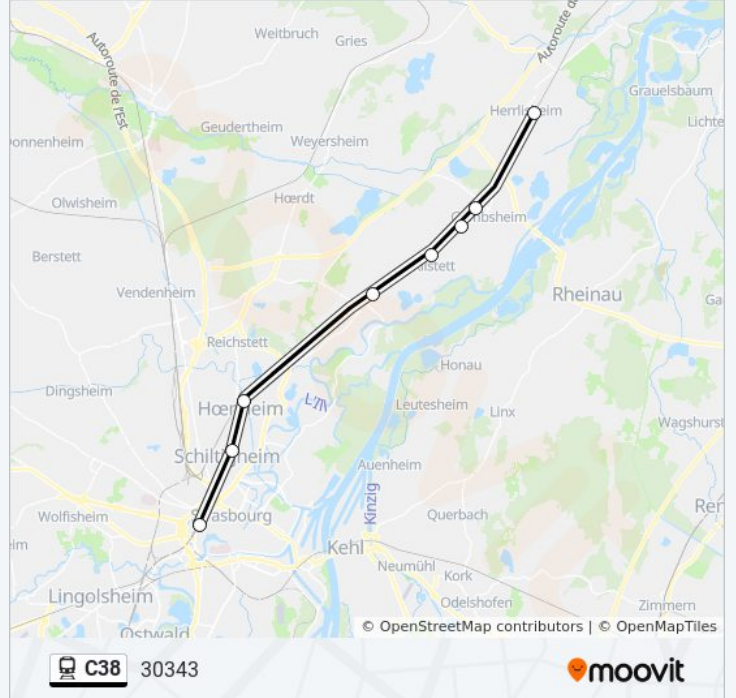 Weitbruch
Gries
Autoroute de l'Est
Autoroute de
Grauelsbaum
Herrlisheim
Lichte
Geudertheim
onnenheim
Weyersheim
Olwisheim
Hœrdt
Gambsheim
Berstett
Kilstett
Vendenheim
Rheinau
Ga
Reichstett
Honau
Dingsheim
L'Ill
Leutesheim
Hœnheim
Linx
Wagshurst
Schiltigheim
Auenheim
Kinzig
Wolfisheim
Strasbourg
Querbach
Ren
eim
Kehl
Neumühl
Kork
Lingolsheim
Odelshofen
Zimmern
Ostwald
© OpenStreetMap contributors | © OpenMapTiles
C38 30343
moovit